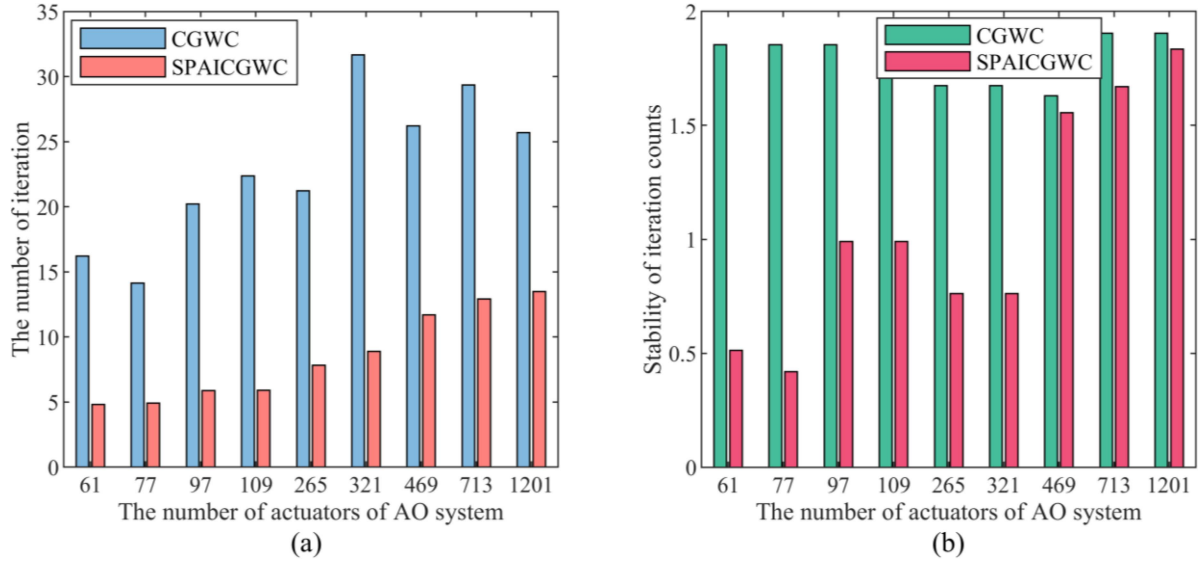 35
30
25
20
15
10
5
0
The number of iteration
CGWC
SPAICGWC
61 77 97 109 265 321 469 713 1201
The number of actuators of AO system
(a)
2
1.5
1
0.5
0
Stability of iteration counts
CGWC
SPAICGWC
61 77 97 109 265 321 469 713 1201
The number of actuators of AO system
(b)